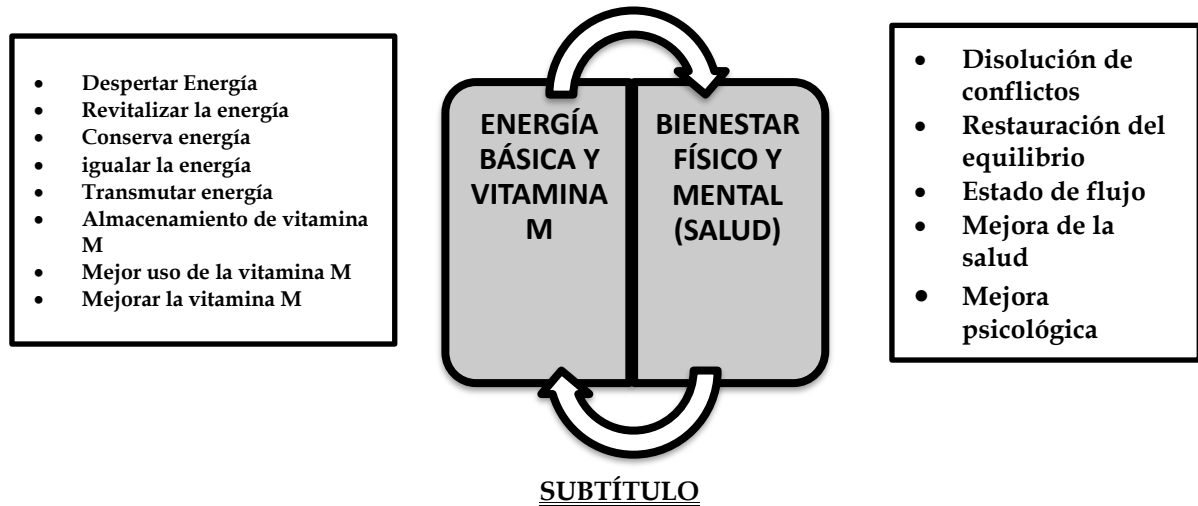 • Despertar Energía
• Revitalizar la energía
• Conserva energía
• igualar la energía
• Transmutar energía
• Almacenamiento de vitamina
M
• Mejor uso de la vitamina M
• Mejorar la vitamina M
ENERGÍA
BÁSICA Y
VITAMINA
M
BIENESTAR
FÍSICO Y
MENTAL
(SALUD)
• Disolución de
conflictos
• Restauración del
equilibrio
• Estado de flujo
• Mejora de la
salud
• Mejora
psicológica
SUBTÍTULO